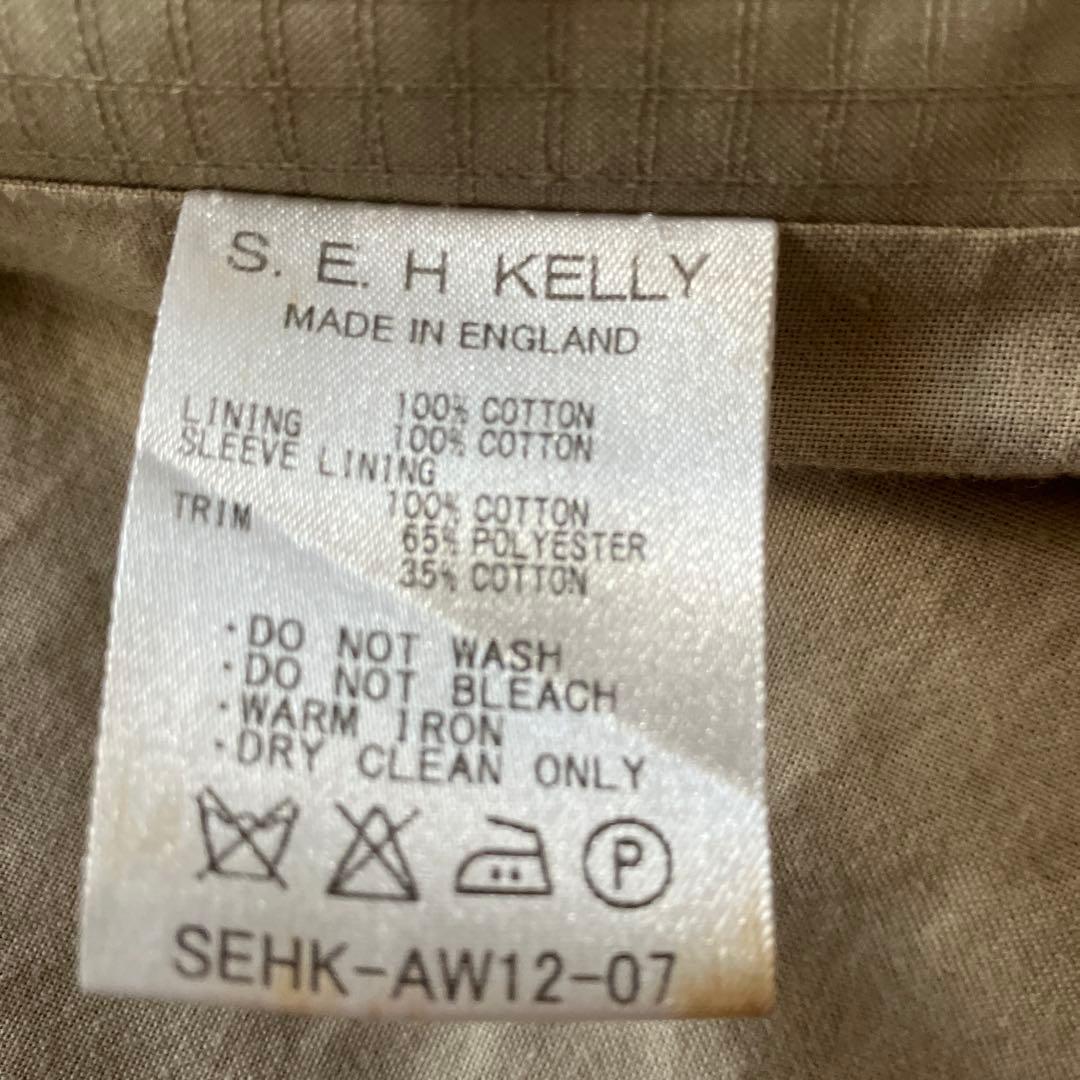 S. E. H KELLY
MADE IN ENGLAND
100% COTTON
LINING 100% COTTON
SLEEVE LINING
100% COTTON
TRIM 65% POLYESTER
35% COTTON
·DO NOT WASH
·DO NOT BLEACH
·WARM IRON
·DRY CLEAN ONLY
P
SEHK-AW12-07